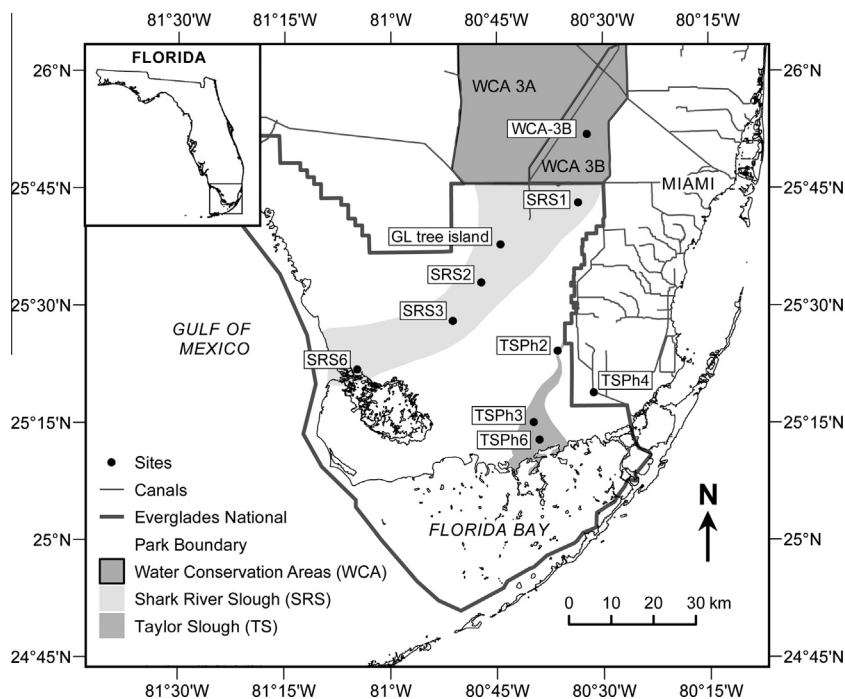 81°30'W 81°W 80°45'W 80°30'W 80°15'W
FLORIDA
26°N 26°N
WCA 3A
WCA-3B
WCA 3B
25°45'N 25°45'N
MIAMI
SRS1
GL tree island
SRS2
25°30'N 25°30'N
SRS3
GULF OF
MEXICO
TSPh2
SRS6
TSPh4
25°15'N 25°15'N
TSPh3
TSPh6
Sites
Canals
Everglades National
Park Boundary
Water Conservation Areas (WCA)
Shark River Slough (SRS)
Taylor Slough (TS)
N
FLORIDA BAY
25°N 25°N
0 10 20 30 km
24°45'N 24°45'N
81°30'W 81°W 80°45'W 80°30'W 80°15'W